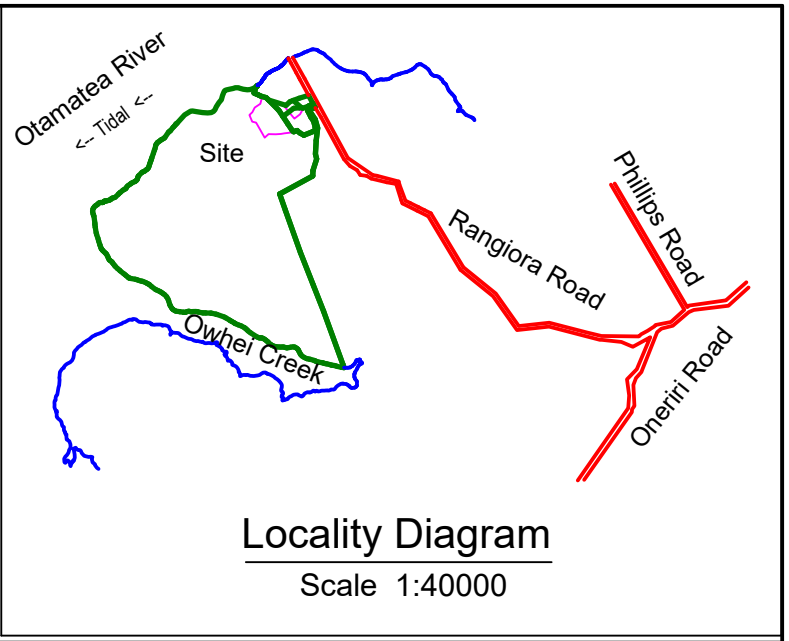 Otamatea River
<-- Tidal <--
Site
Phillips Road
Rangiora Road
Owhei Creek
Oneriri Road
Locality Diagram
Scale 1:40000